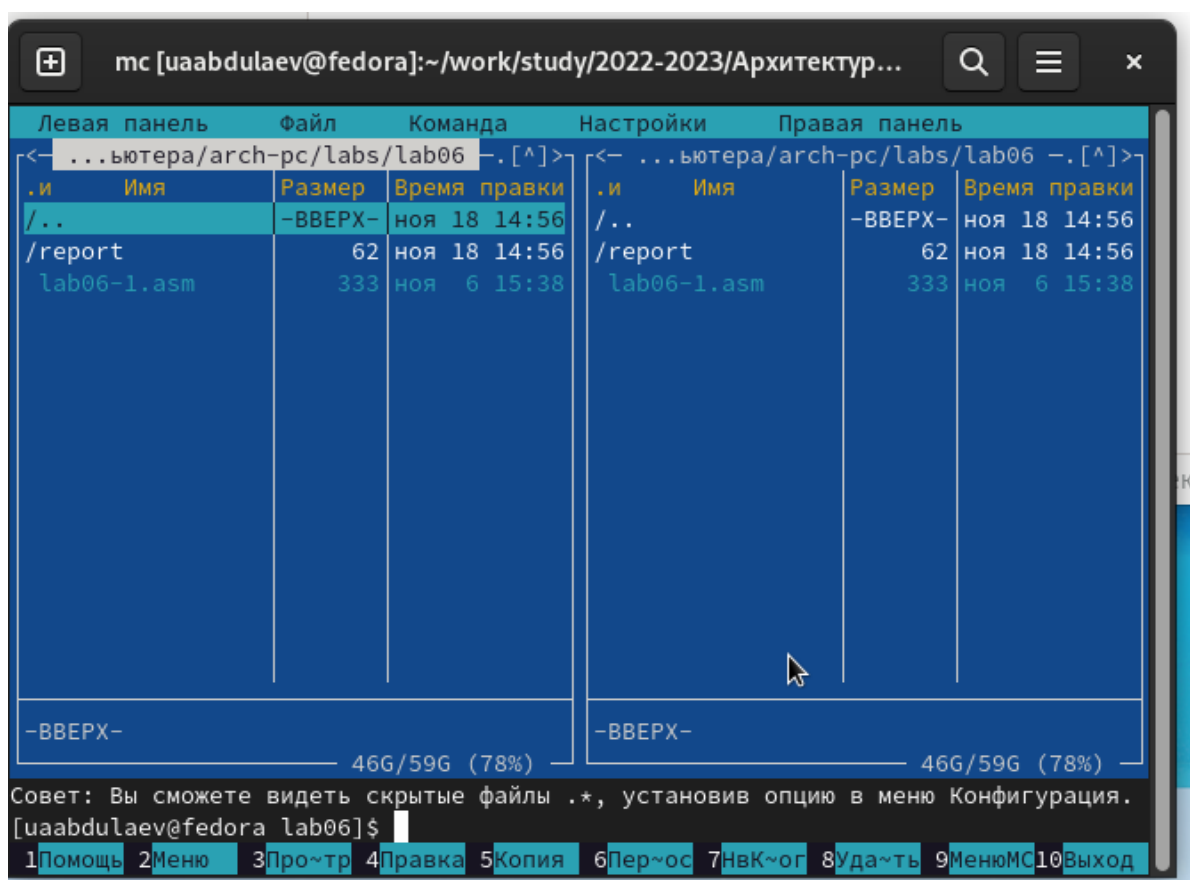 mc [uaabdulaev@fedora]:~/work/study/2022-2023/Архитектур...
Левая панель Файл Команда Настройки Правая панель
<— ...ьютера/arch-pc/labs/lab06 —.[^]> <— ...ьютера/arch-pc/labs/lab06 —.[^]>
.и Имя Размер Время правки .и Имя Размер Время правки
/.. -ВВЕРХ- ноя 18 14:56 /.. -ВВЕРХ- ноя 18 14:56
/report 62 ноя 18 14:56 /report 62 ноя 18 14:56
lab06-1.asm 333 ноя 6 15:38 lab06-1.asm 333 ноя 6 15:38
-ВВЕРХ- -ВВЕРХ-
46G/59G (78%) 46G/59G (78%)
Совет: Вы сможете видеть скрытые файлы .*, установив опцию в меню Конфигурация.
[uaabdulaev@fedora lab06]$
1Помощь 2Меню 3Про~тр 4Правка 5Копия 6Пер~ос 7НвК~ог 8Уда~ть 9МенюМС10Выход